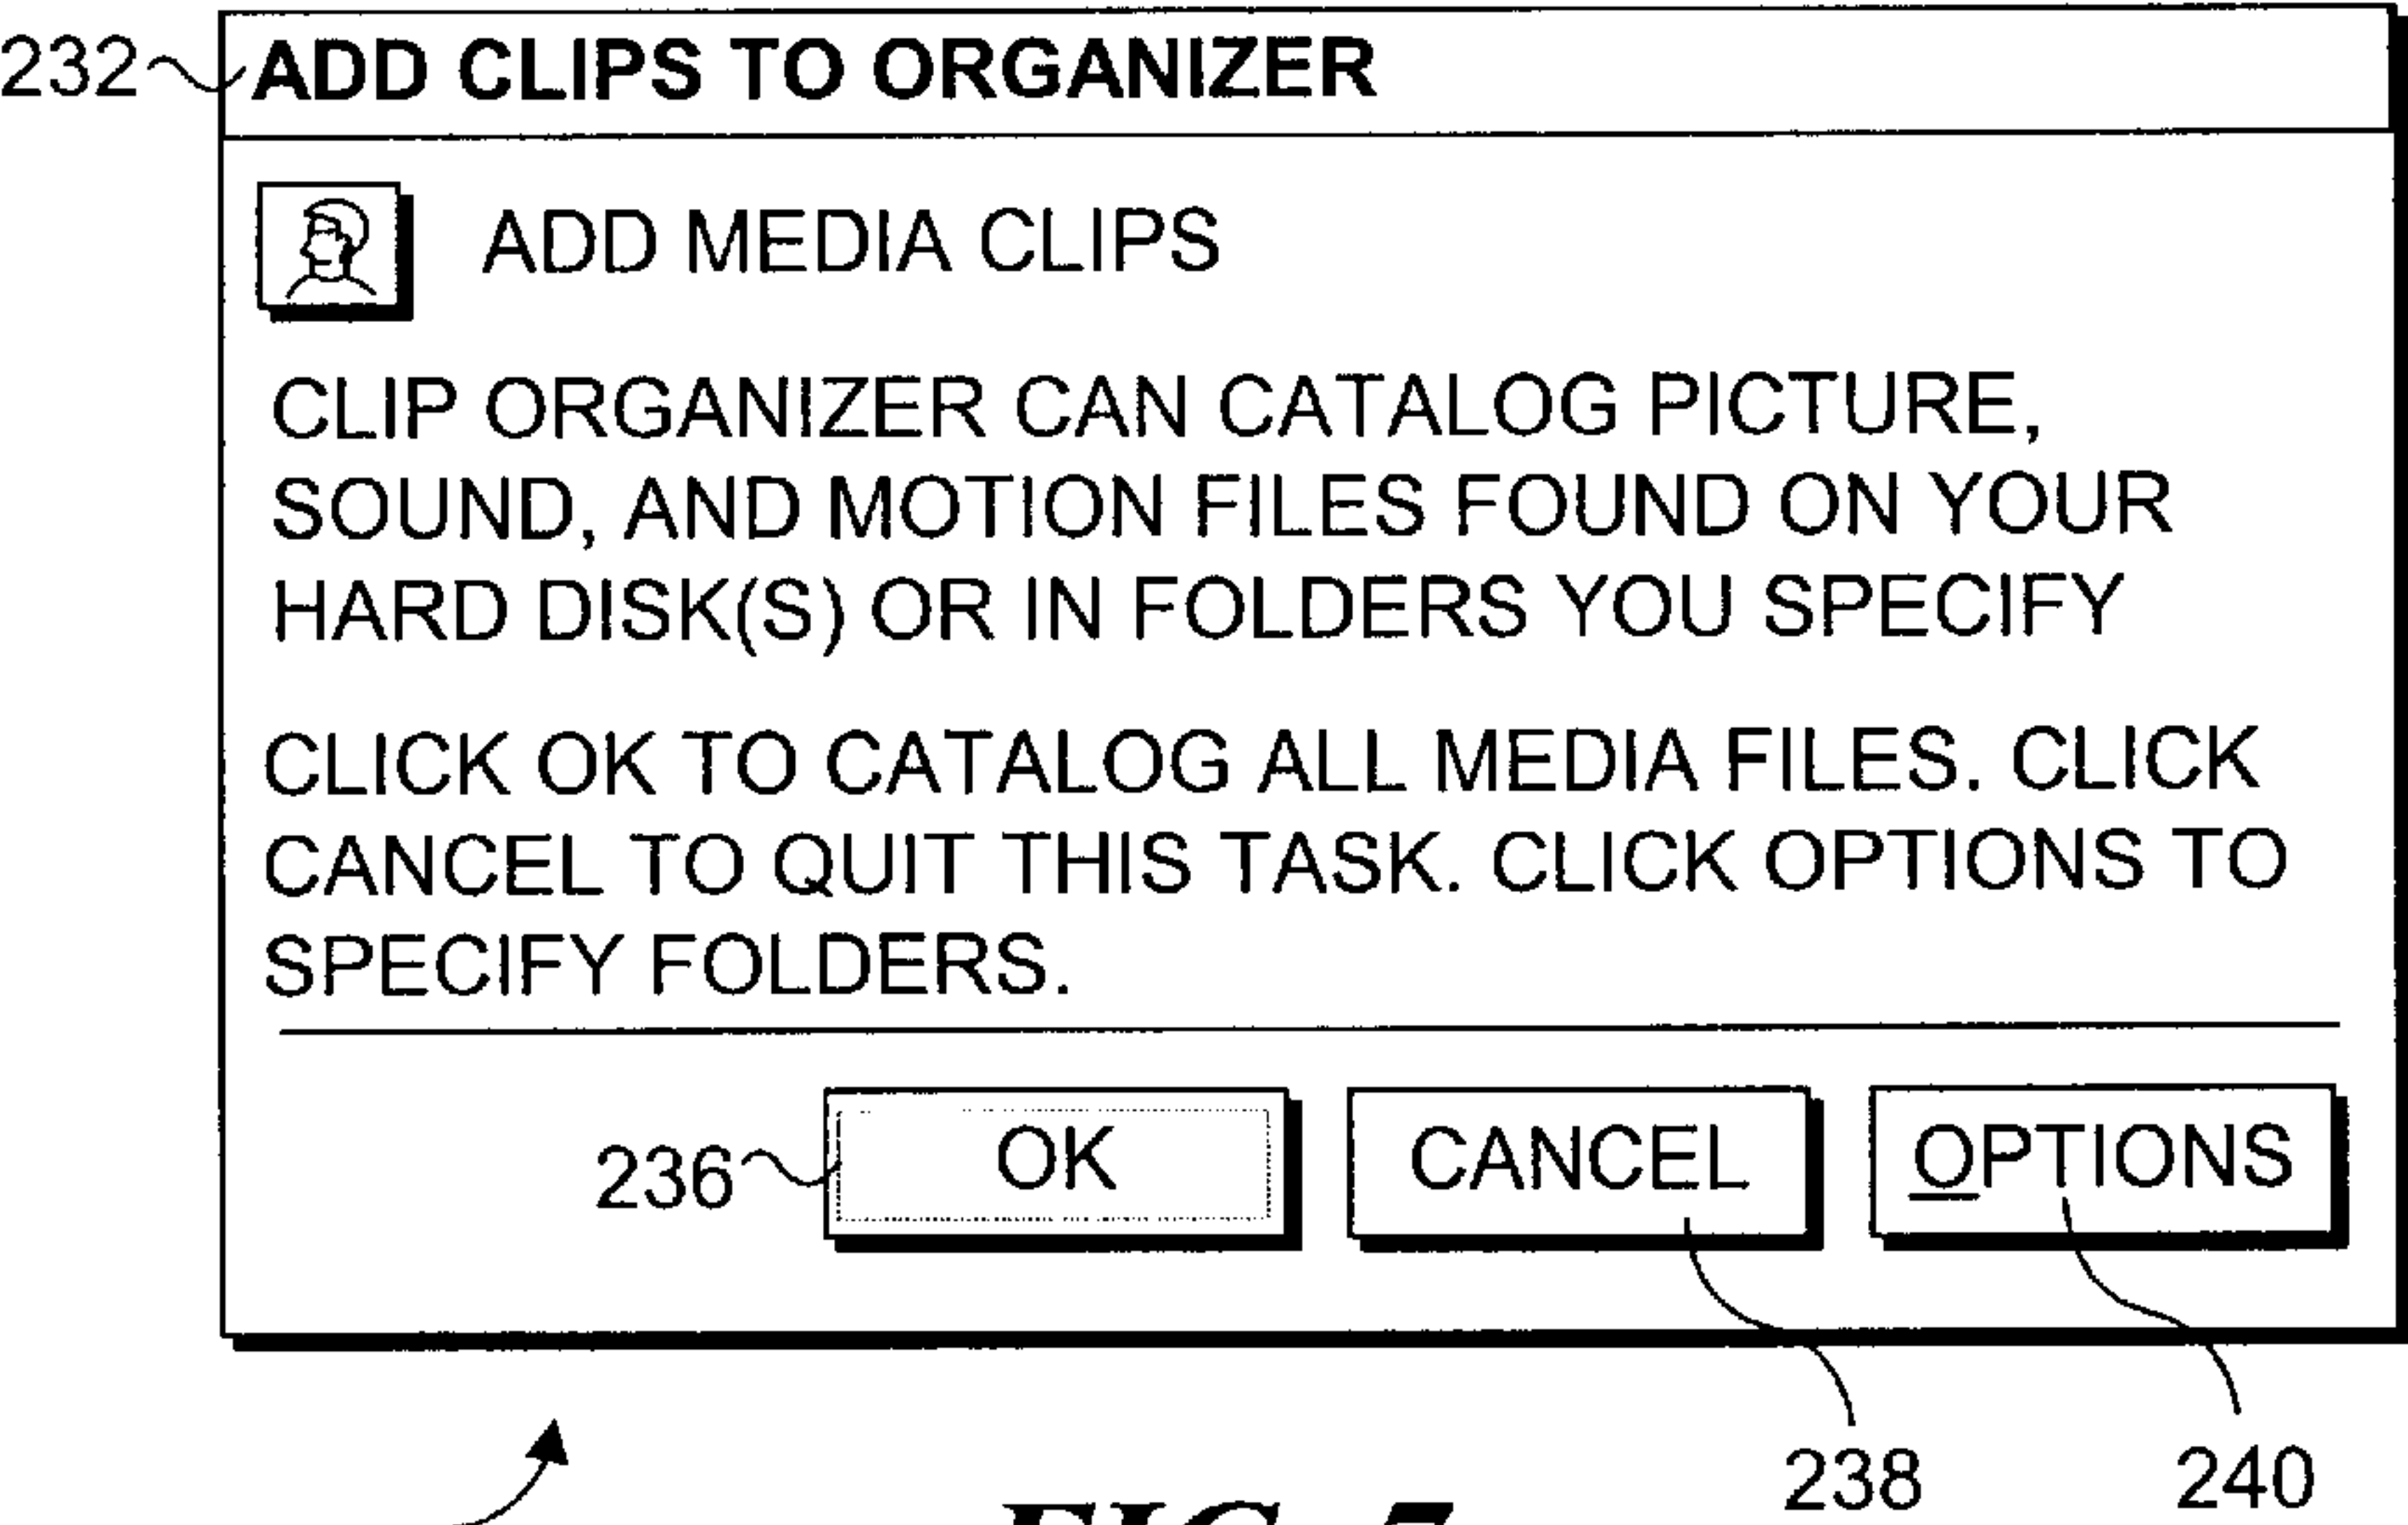 232
ADD CLIPS TO ORGANIZER
ADD MEDIA CLIPS
CLIP ORGANIZER CAN CATALOG PICTURE,
SOUND, AND MOTION FILES FOUND ON YOUR
HARD DISK(S) OR IN FOLDERS YOU SPECIFY
CLICK OK TO CATALOG ALL MEDIA FILES. CLICK
CANCEL TO QUIT THIS TASK. CLICK OPTIONS TO
SPECIFY FOLDERS.
236
OK
CANCEL
OPTIONS
238
240